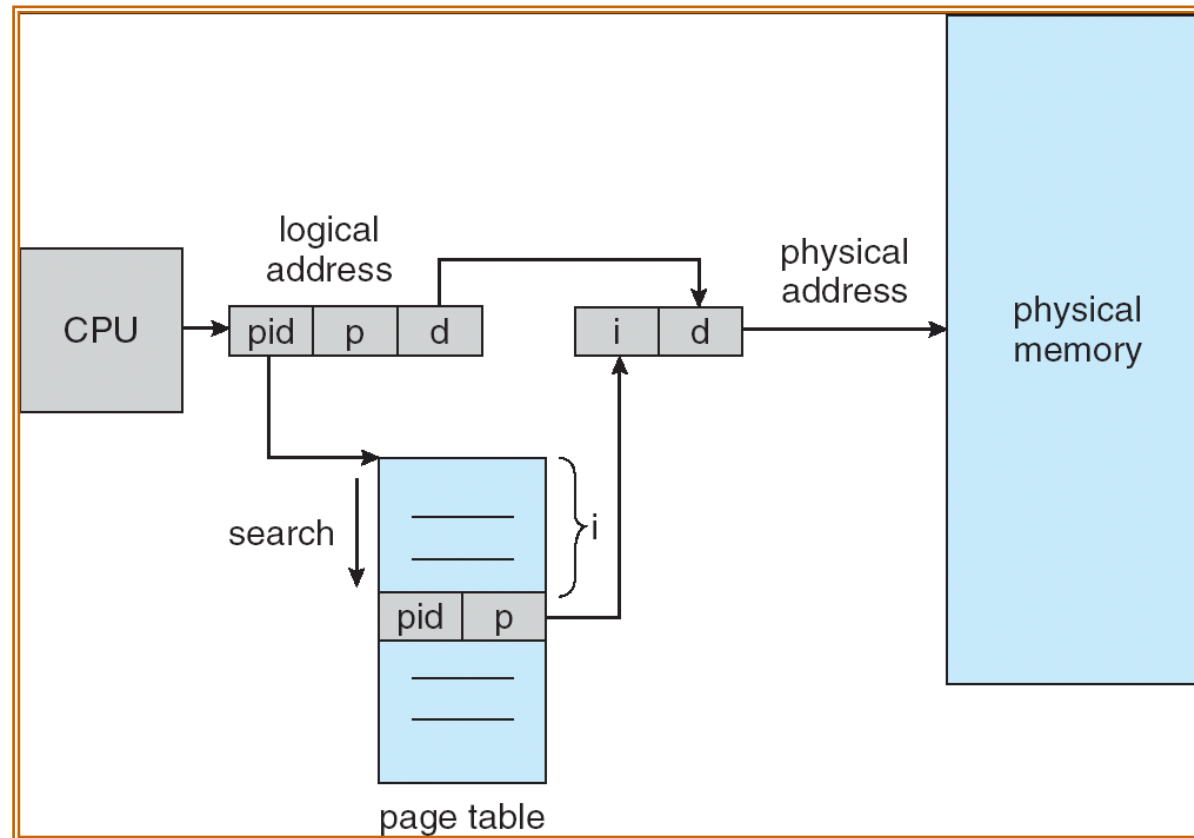 logical
address
physical
address
CPU
pid p d
i d
physical
memory
search
i
pid p
page table